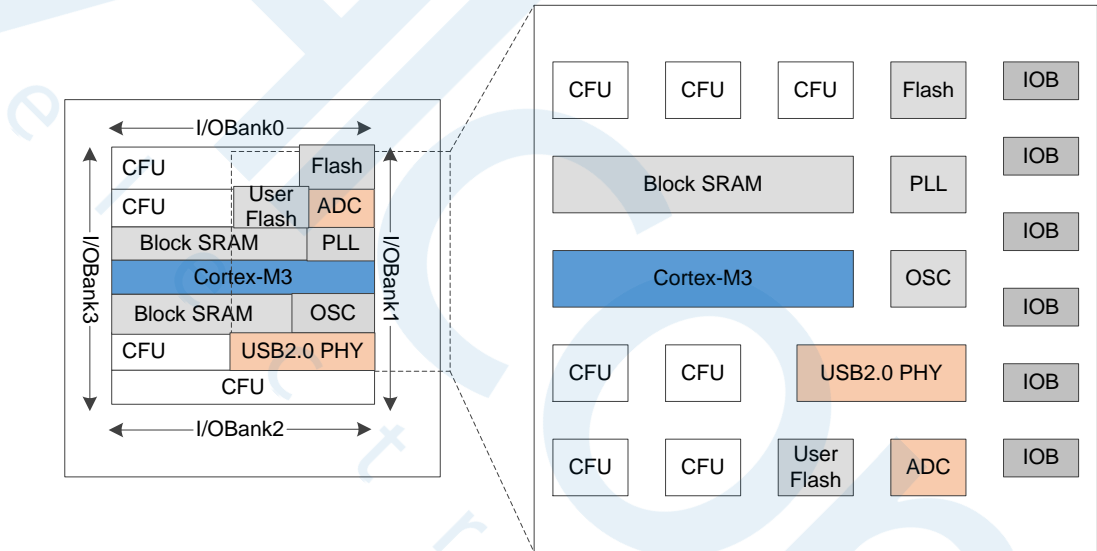 I/OBank0
I/OBank3
I/OBank1
CFU
Flash
CFU
User
Flash
ADC
Block SRAM
PLL
Cortex-M3
Block SRAM
OSC
CFU
USB2.0 PHY
CFU
I/OBank2
CFU CFU CFU Flash IOB
IOB
Block SRAM PLL
IOB
Cortex-M3 OSC
IOB
CFU CFU USB2.0 PHY
IOB
CFU CFU User
Flash ADC
IOB